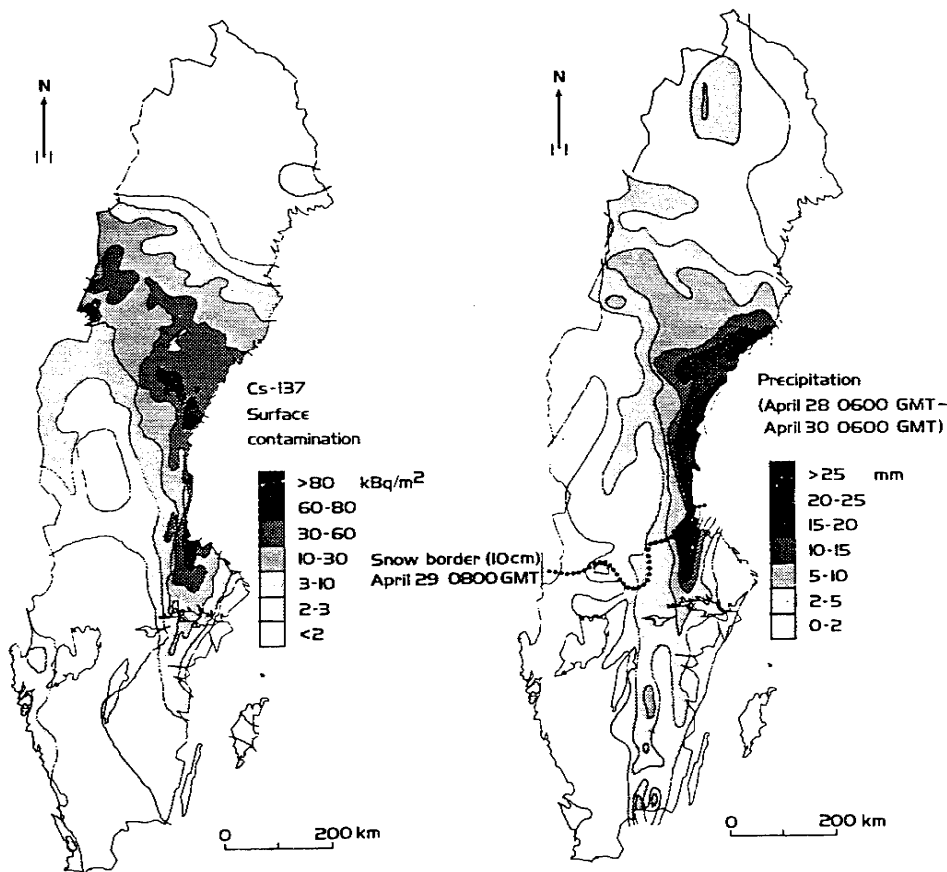 N
Cs-137
Surface
contamination
>80 kBq/m²
60-80
30-60
10-30
3-10
2-3
<2
0 200 km
Snow border (10cm)
April 29 0800 GMT
N
Precipitation
(April 28 0600 GMT-
April 30 0600 GMT)
>25 mm
20-25
15-20
10-15
5-10
2-5
0-2
0 200 km